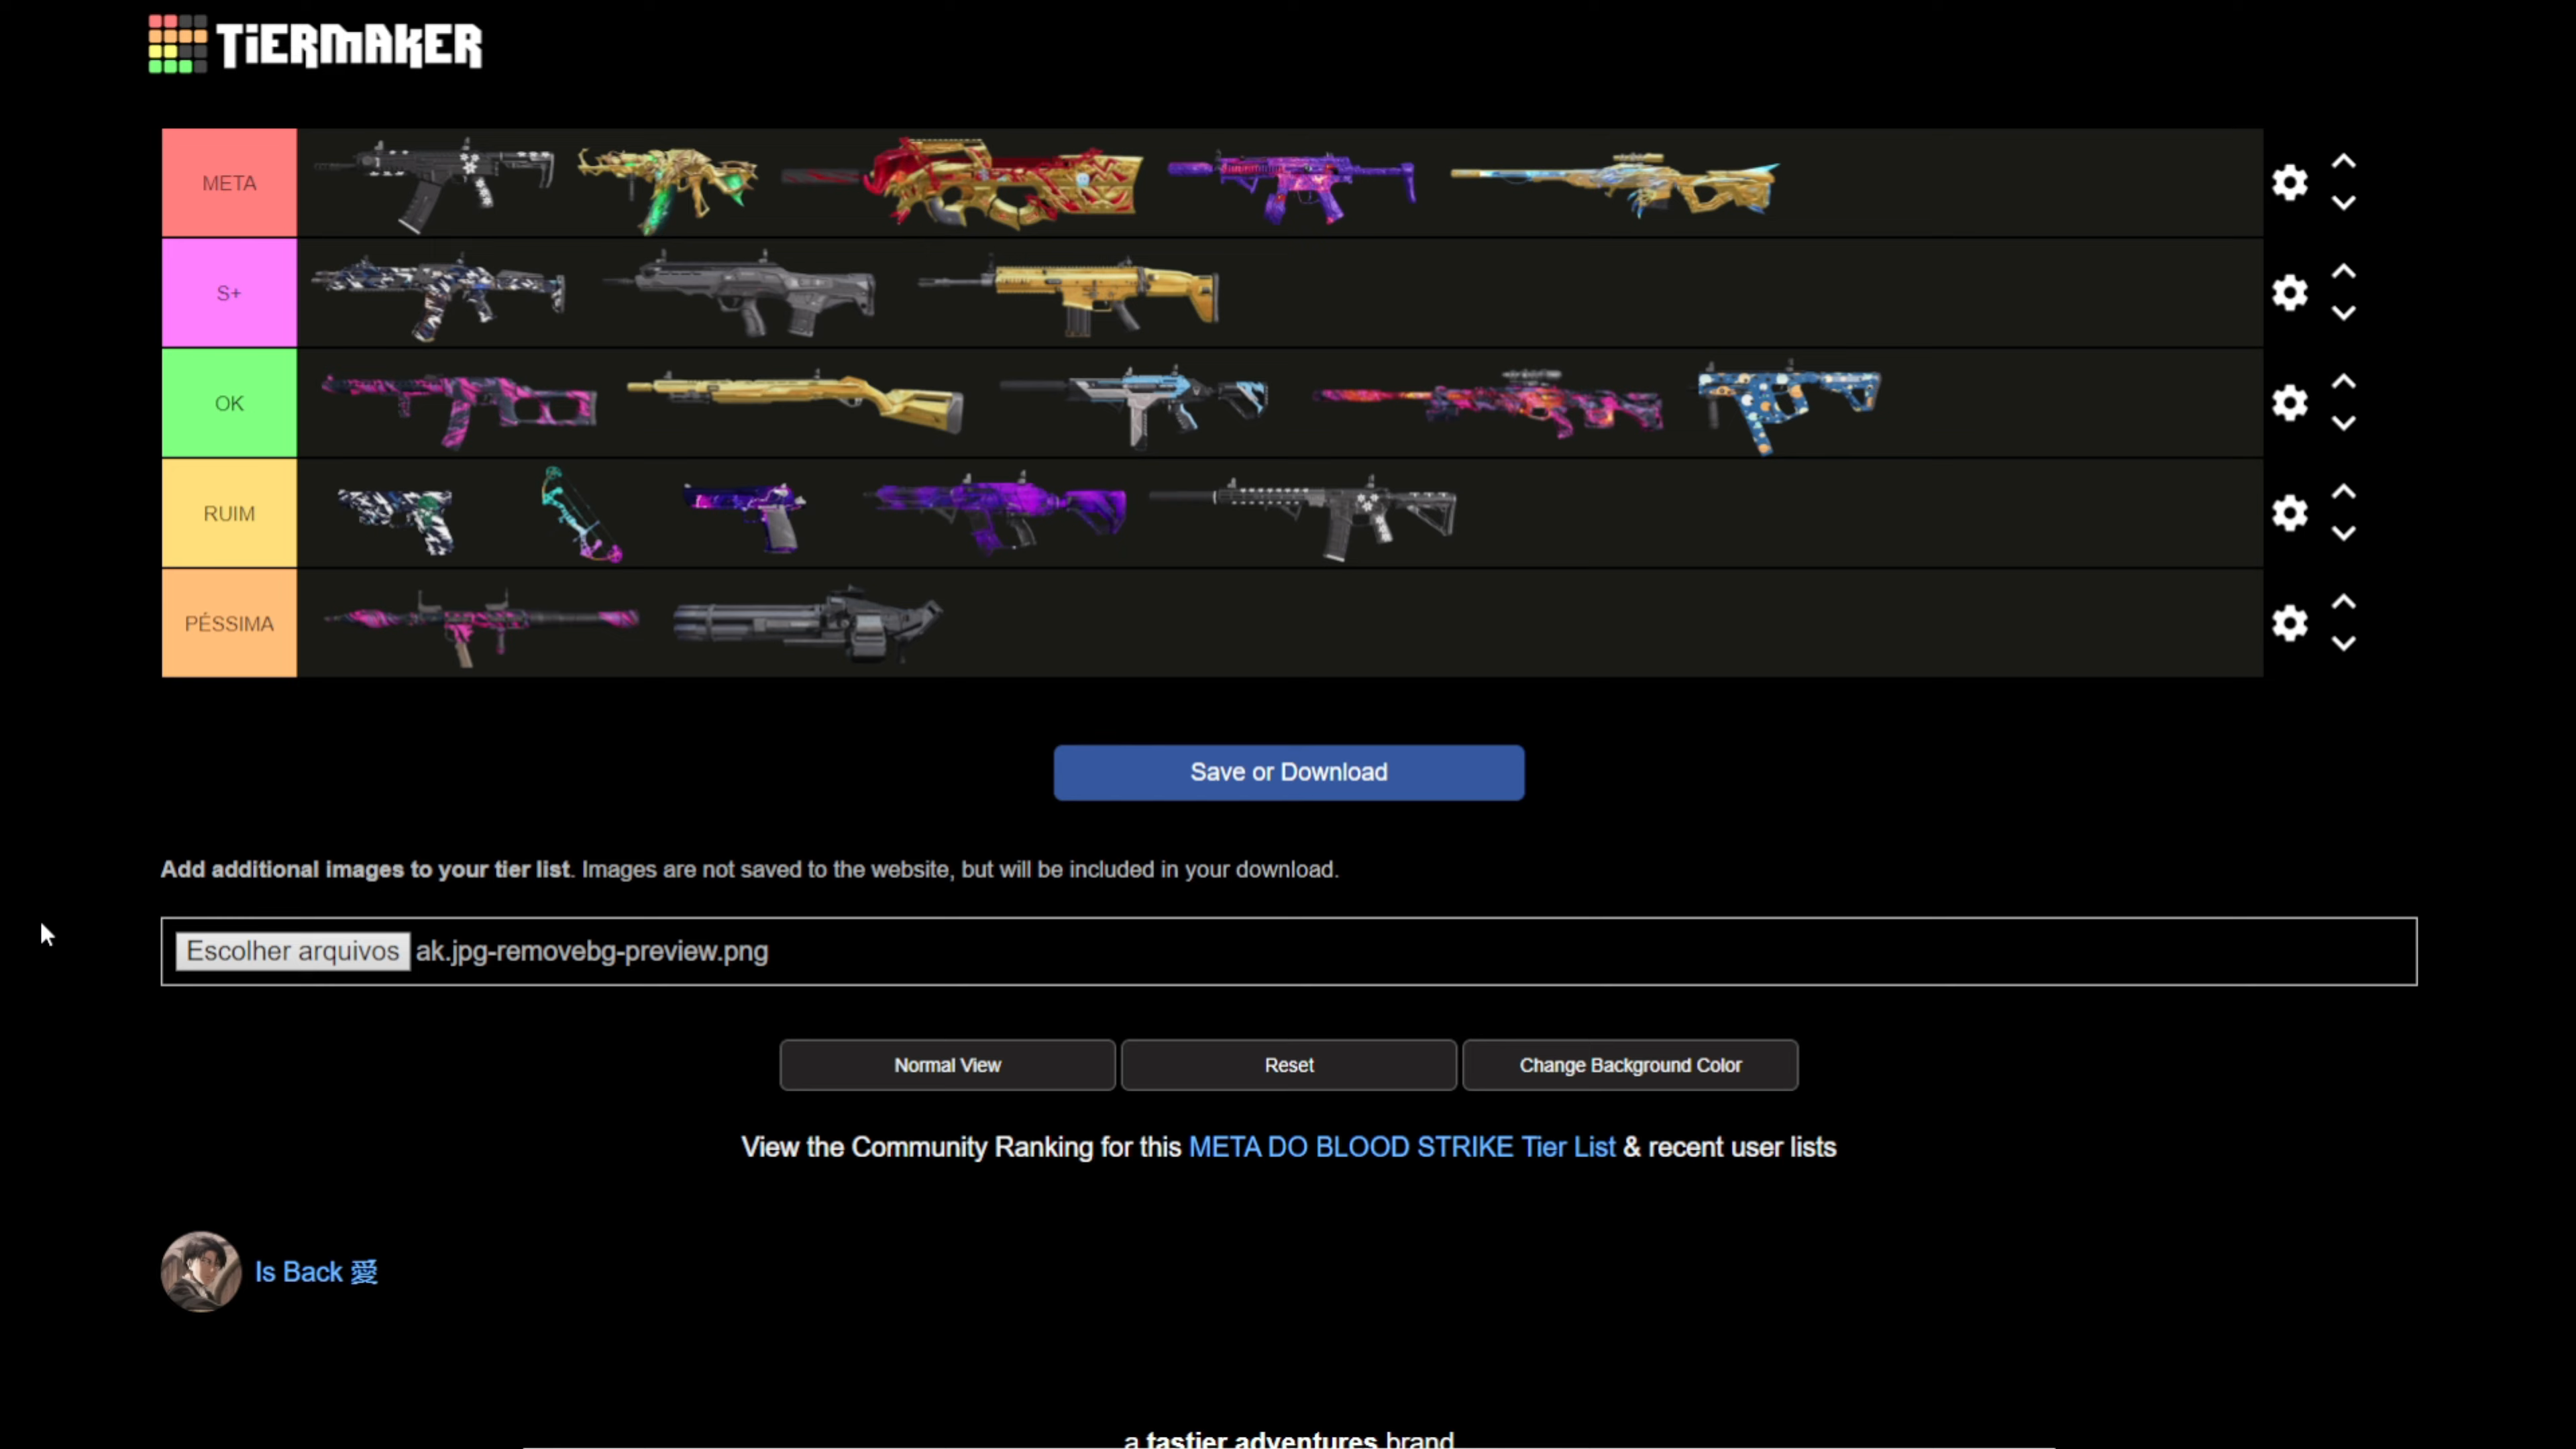 TiERMAKER
META
S+
OK
RUIM
PÉSSIMA
Save or Download
Add additional images to your tier list. Images are not saved to the website, but will be included in your download.
Escolher arquivos ak.jpg-removebg-preview.png
Normal View
Reset
Change Background Color
View the Community Ranking for this META DO BLOOD STRIKE Tier List & recent user lists
Is Back 愛
a tastier adventures brand